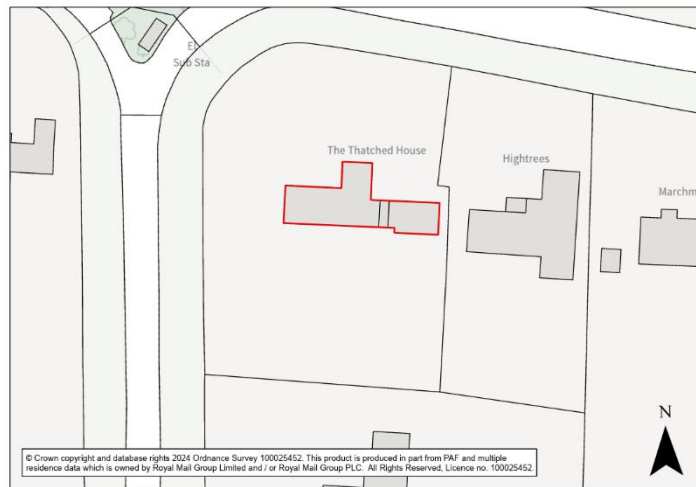 El
Sub Sta
The Thatched House
Hightrees
Marchm
N
© Crown copyright and database rights 2024 Ordnance Survey 100025452. This product is produced in part from PAF and multiple
residence data which is owned by Royal Mail Group Limited and / or Royal Mail Group PLC. All Rights Reserved, Licence no. 100025452.